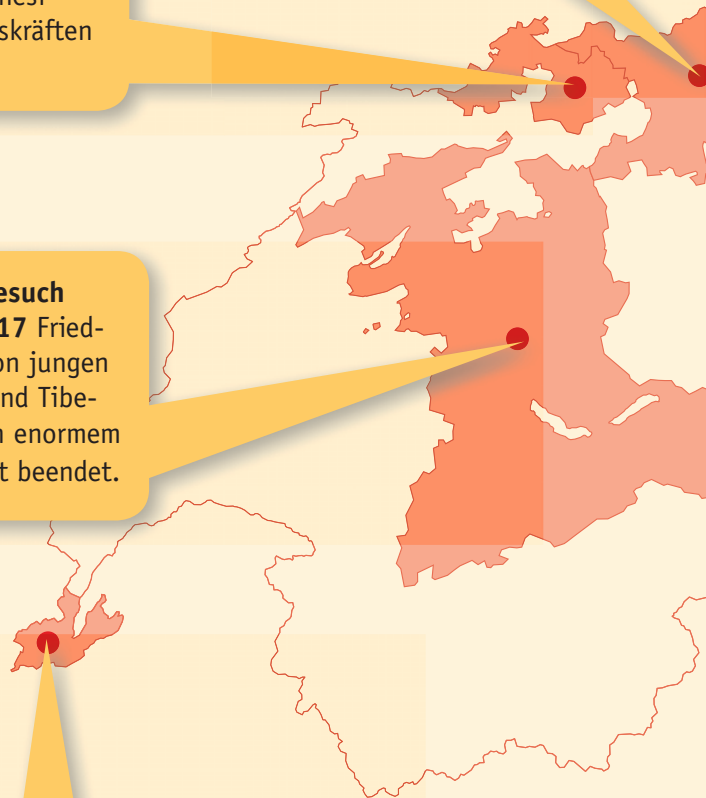 skräften
esuch
17 Fried-
on jungen
nd Tibe-
n enormem
t beendet.